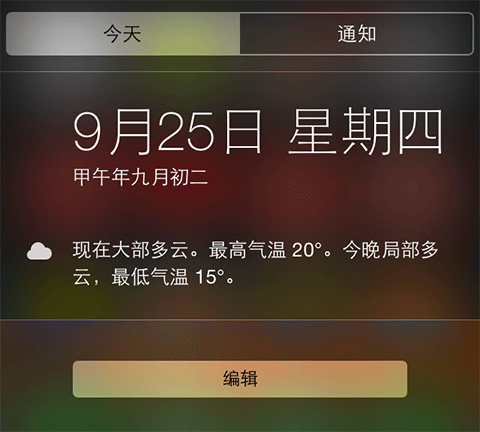 今天
通知
9月25日 星期四
甲午年九月初二
现在大部多云。最高气温 20°。今晚局部多
云，最低气温 15°。
编辑